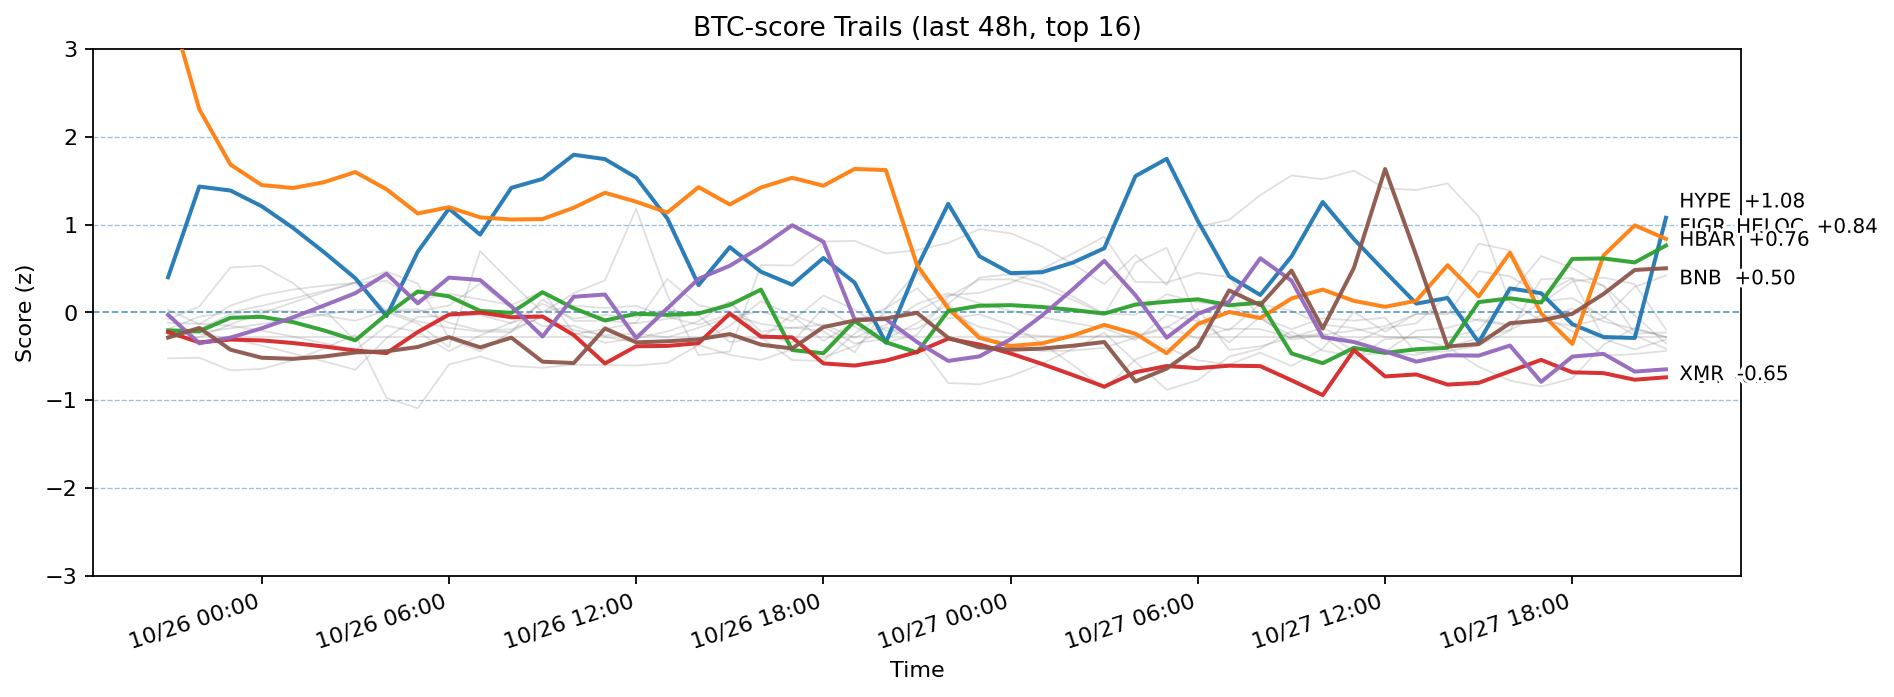 BTC-score Trails (last 48h, top 16)
3
2
1
0
−1
−2
−3
Score (z)
HYPE +1.08
FIGR_HELOC +0.84
HBAR +0.76
BNB +0.50
XMR -0.65
10/26 00:00
10/26 06:00
10/26 12:00
10/26 18:00
10/27 00:00
10/27 06:00
10/27 12:00
10/27 18:00
Time